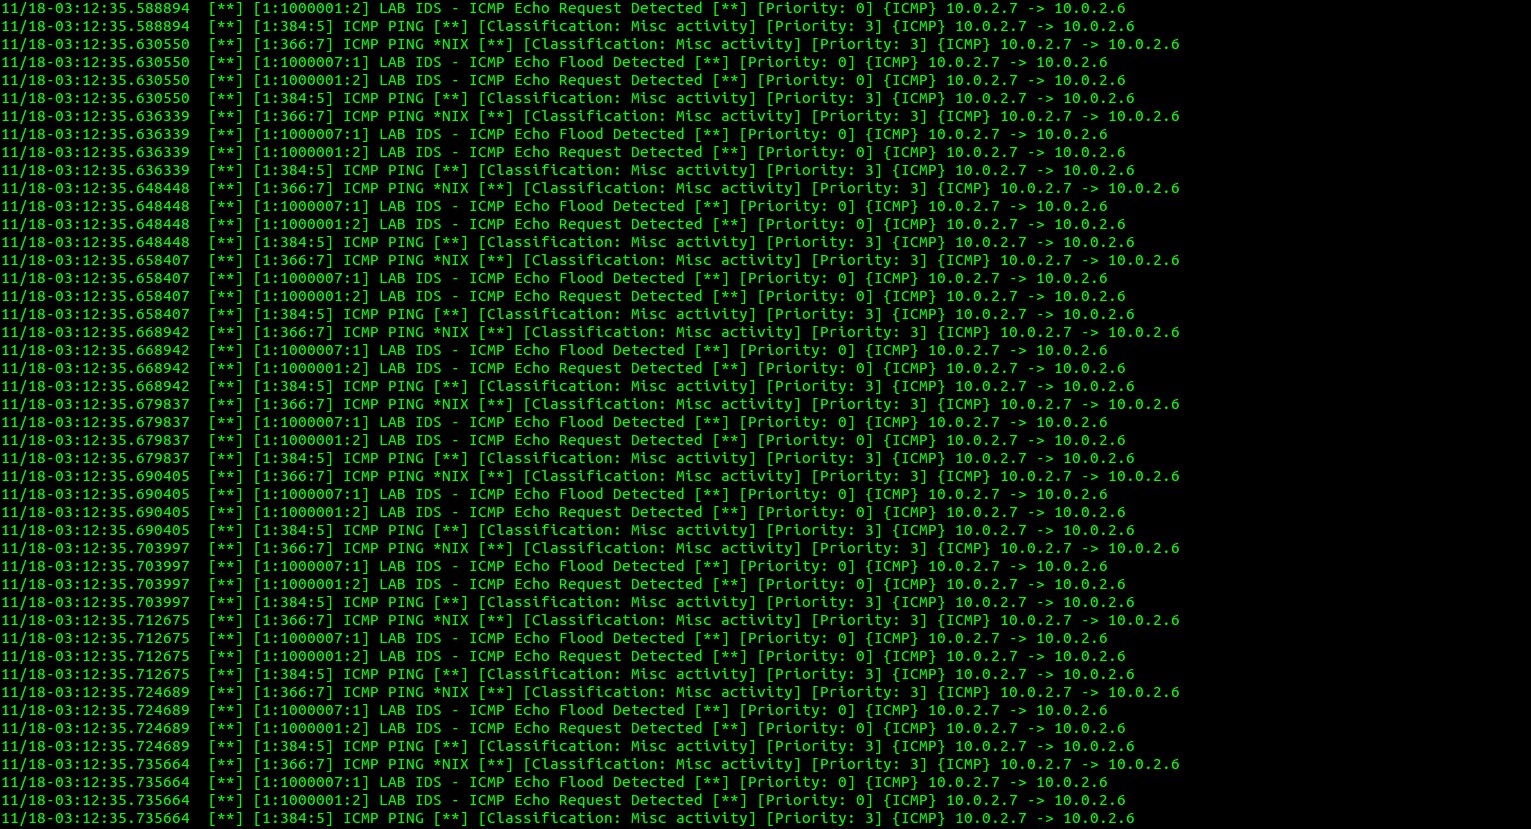 11/18-03:12:35.588894  [**] [1:1000001:2] LAB IDS - ICMP Echo Request Detected [**] [Priority: 0] {ICMP} 10.0.2.7 -> 10.0.2.6
11/18-03:12:35.588894  [**] [1:384:5] ICMP PING [**] [Classification: Misc activity] [Priority: 3] {ICMP} 10.0.2.7 -> 10.0.2.6
11/18-03:12:35.630550  [**] [1:366:7] ICMP PING *NIX [**] [Classification: Misc activity] [Priority: 3] {ICMP} 10.0.2.7 -> 10.0.2.6
11/18-03:12:35.630550  [**] [1:1000007:1] LAB IDS - ICMP Echo Flood Detected [**] [Priority: 0] {ICMP} 10.0.2.7 -> 10.0.2.6
11/18-03:12:35.630550  [**] [1:1000001:2] LAB IDS - ICMP Echo Request Detected [**] [Priority: 0] {ICMP} 10.0.2.7 -> 10.0.2.6
11/18-03:12:35.630550  [**] [1:384:5] ICMP PING [**] [Classification: Misc activity] [Priority: 3] {ICMP} 10.0.2.7 -> 10.0.2.6
11/18-03:12:35.636339  [**] [1:366:7] ICMP PING *NIX [**] [Classification: Misc activity] [Priority: 3] {ICMP} 10.0.2.7 -> 10.0.2.6
11/18-03:12:35.636339  [**] [1:1000007:1] LAB IDS - ICMP Echo Flood Detected [**] [Priority: 0] {ICMP} 10.0.2.7 -> 10.0.2.6
11/18-03:12:35.636339  [**] [1:1000001:2] LAB IDS - ICMP Echo Request Detected [**] [Priority: 0] {ICMP} 10.0.2.7 -> 10.0.2.6
11/18-03:12:35.636339  [**] [1:384:5] ICMP PING [**] [Classification: Misc activity] [Priority: 3] {ICMP} 10.0.2.7 -> 10.0.2.6
11/18-03:12:35.648448  [**] [1:366:7] ICMP PING *NIX [**] [Classification: Misc activity] [Priority: 3] {ICMP} 10.0.2.7 -> 10.0.2.6
11/18-03:12:35.648448  [**] [1:1000007:1] LAB IDS - ICMP Echo Flood Detected [**] [Priority: 0] {ICMP} 10.0.2.7 -> 10.0.2.6
11/18-03:12:35.648448  [**] [1:1000001:2] LAB IDS - ICMP Echo Request Detected [**] [Priority: 0] {ICMP} 10.0.2.7 -> 10.0.2.6
11/18-03:12:35.648448  [**] [1:384:5] ICMP PING [**] [Classification: Misc activity] [Priority: 3] {ICMP} 10.0.2.7 -> 10.0.2.6
11/18-03:12:35.658407  [**] [1:366:7] ICMP PING *NIX [**] [Classification: Misc activity] [Priority: 3] {ICMP} 10.0.2.7 -> 10.0.2.6
11/18-03:12:35.658407  [**] [1:1000007:1] LAB IDS - ICMP Echo Flood Detected [**] [Priority: 0] {ICMP} 10.0.2.7 -> 10.0.2.6
11/18-03:12:35.658407  [**] [1:1000001:2] LAB IDS - ICMP Echo Request Detected [**] [Priority: 0] {ICMP} 10.0.2.7 -> 10.0.2.6
11/18-03:12:35.658407  [**] [1:384:5] ICMP PING [**] [Classification: Misc activity] [Priority: 3] {ICMP} 10.0.2.7 -> 10.0.2.6
11/18-03:12:35.668942  [**] [1:366:7] ICMP PING *NIX [**] [Classification: Misc activity] [Priority: 3] {ICMP} 10.0.2.7 -> 10.0.2.6
11/18-03:12:35.668942  [**] [1:1000007:1] LAB IDS - ICMP Echo Flood Detected [**] [Priority: 0] {ICMP} 10.0.2.7 -> 10.0.2.6
11/18-03:12:35.668942  [**] [1:1000001:2] LAB IDS - ICMP Echo Request Detected [**] [Priority: 0] {ICMP} 10.0.2.7 -> 10.0.2.6
11/18-03:12:35.668942  [**] [1:384:5] ICMP PING [**] [Classification: Misc activity] [Priority: 3] {ICMP} 10.0.2.7 -> 10.0.2.6
11/18-03:12:35.679837  [**] [1:366:7] ICMP PING *NIX [**] [Classification: Misc activity] [Priority: 3] {ICMP} 10.0.2.7 -> 10.0.2.6
11/18-03:12:35.679837  [**] [1:1000007:1] LAB IDS - ICMP Echo Flood Detected [**] [Priority: 0] {ICMP} 10.0.2.7 -> 10.0.2.6
11/18-03:12:35.679837  [**] [1:1000001:2] LAB IDS - ICMP Echo Request Detected [**] [Priority: 0] {ICMP} 10.0.2.7 -> 10.0.2.6
11/18-03:12:35.679837  [**] [1:384:5] ICMP PING [**] [Classification: Misc activity] [Priority: 3] {ICMP} 10.0.2.7 -> 10.0.2.6
11/18-03:12:35.690405  [**] [1:366:7] ICMP PING *NIX [**] [Classification: Misc activity] [Priority: 3] {ICMP} 10.0.2.7 -> 10.0.2.6
11/18-03:12:35.690405  [**] [1:1000007:1] LAB IDS - ICMP Echo Flood Detected [**] [Priority: 0] {ICMP} 10.0.2.7 -> 10.0.2.6
11/18-03:12:35.690405  [**] [1:1000001:2] LAB IDS - ICMP Echo Request Detected [**] [Priority: 0] {ICMP} 10.0.2.7 -> 10.0.2.6
11/18-03:12:35.690405  [**] [1:384:5] ICMP PING [**] [Classification: Misc activity] [Priority: 3] {ICMP} 10.0.2.7 -> 10.0.2.6
11/18-03:12:35.703997  [**] [1:366:7] ICMP PING *NIX [**] [Classification: Misc activity] [Priority: 3] {ICMP} 10.0.2.7 -> 10.0.2.6
11/18-03:12:35.703997  [**] [1:1000007:1] LAB IDS - ICMP Echo Flood Detected [**] [Priority: 0] {ICMP} 10.0.2.7 -> 10.0.2.6
11/18-03:12:35.703997  [**] [1:1000001:2] LAB IDS - ICMP Echo Request Detected [**] [Priority: 0] {ICMP} 10.0.2.7 -> 10.0.2.6
11/18-03:12:35.703997  [**] [1:384:5] ICMP PING [**] [Classification: Misc activity] [Priority: 3] {ICMP} 10.0.2.7 -> 10.0.2.6
11/18-03:12:35.712675  [**] [1:366:7] ICMP PING *NIX [**] [Classification: Misc activity] [Priority: 3] {ICMP} 10.0.2.7 -> 10.0.2.6
11/18-03:12:35.712675  [**] [1:1000007:1] LAB IDS - ICMP Echo Flood Detected [**] [Priority: 0] {ICMP} 10.0.2.7 -> 10.0.2.6
11/18-03:12:35.712675  [**] [1:1000001:2] LAB IDS - ICMP Echo Request Detected [**] [Priority: 0] {ICMP} 10.0.2.7 -> 10.0.2.6
11/18-03:12:35.712675  [**] [1:384:5] ICMP PING [**] [Classification: Misc activity] [Priority: 3] {ICMP} 10.0.2.7 -> 10.0.2.6
11/18-03:12:35.724689  [**] [1:366:7] ICMP PING *NIX [**] [Classification: Misc activity] [Priority: 3] {ICMP} 10.0.2.7 -> 10.0.2.6
11/18-03:12:35.724689  [**] [1:1000007:1] LAB IDS - ICMP Echo Flood Detected [**] [Priority: 0] {ICMP} 10.0.2.7 -> 10.0.2.6
11/18-03:12:35.724689  [**] [1:1000001:2] LAB IDS - ICMP Echo Request Detected [**] [Priority: 0] {ICMP} 10.0.2.7 -> 10.0.2.6
11/18-03:12:35.724689  [**] [1:384:5] ICMP PING [**] [Classification: Misc activity] [Priority: 3] {ICMP} 10.0.2.7 -> 10.0.2.6
11/18-03:12:35.735664  [**] [1:366:7] ICMP PING *NIX [**] [Classification: Misc activity] [Priority: 3] {ICMP} 10.0.2.7 -> 10.0.2.6
11/18-03:12:35.735664  [**] [1:1000007:1] LAB IDS - ICMP Echo Flood Detected [**] [Priority: 0] {ICMP} 10.0.2.7 -> 10.0.2.6
11/18-03:12:35.735664  [**] [1:1000001:2] LAB IDS - ICMP Echo Request Detected [**] [Priority: 0] {ICMP} 10.0.2.7 -> 10.0.2.6
11/18-03:12:35.735664  [**] [1:384:5] ICMP PING [**] [Classification: Misc activity] [Priority: 3] {ICMP} 10.0.2.7 -> 10.0.2.6